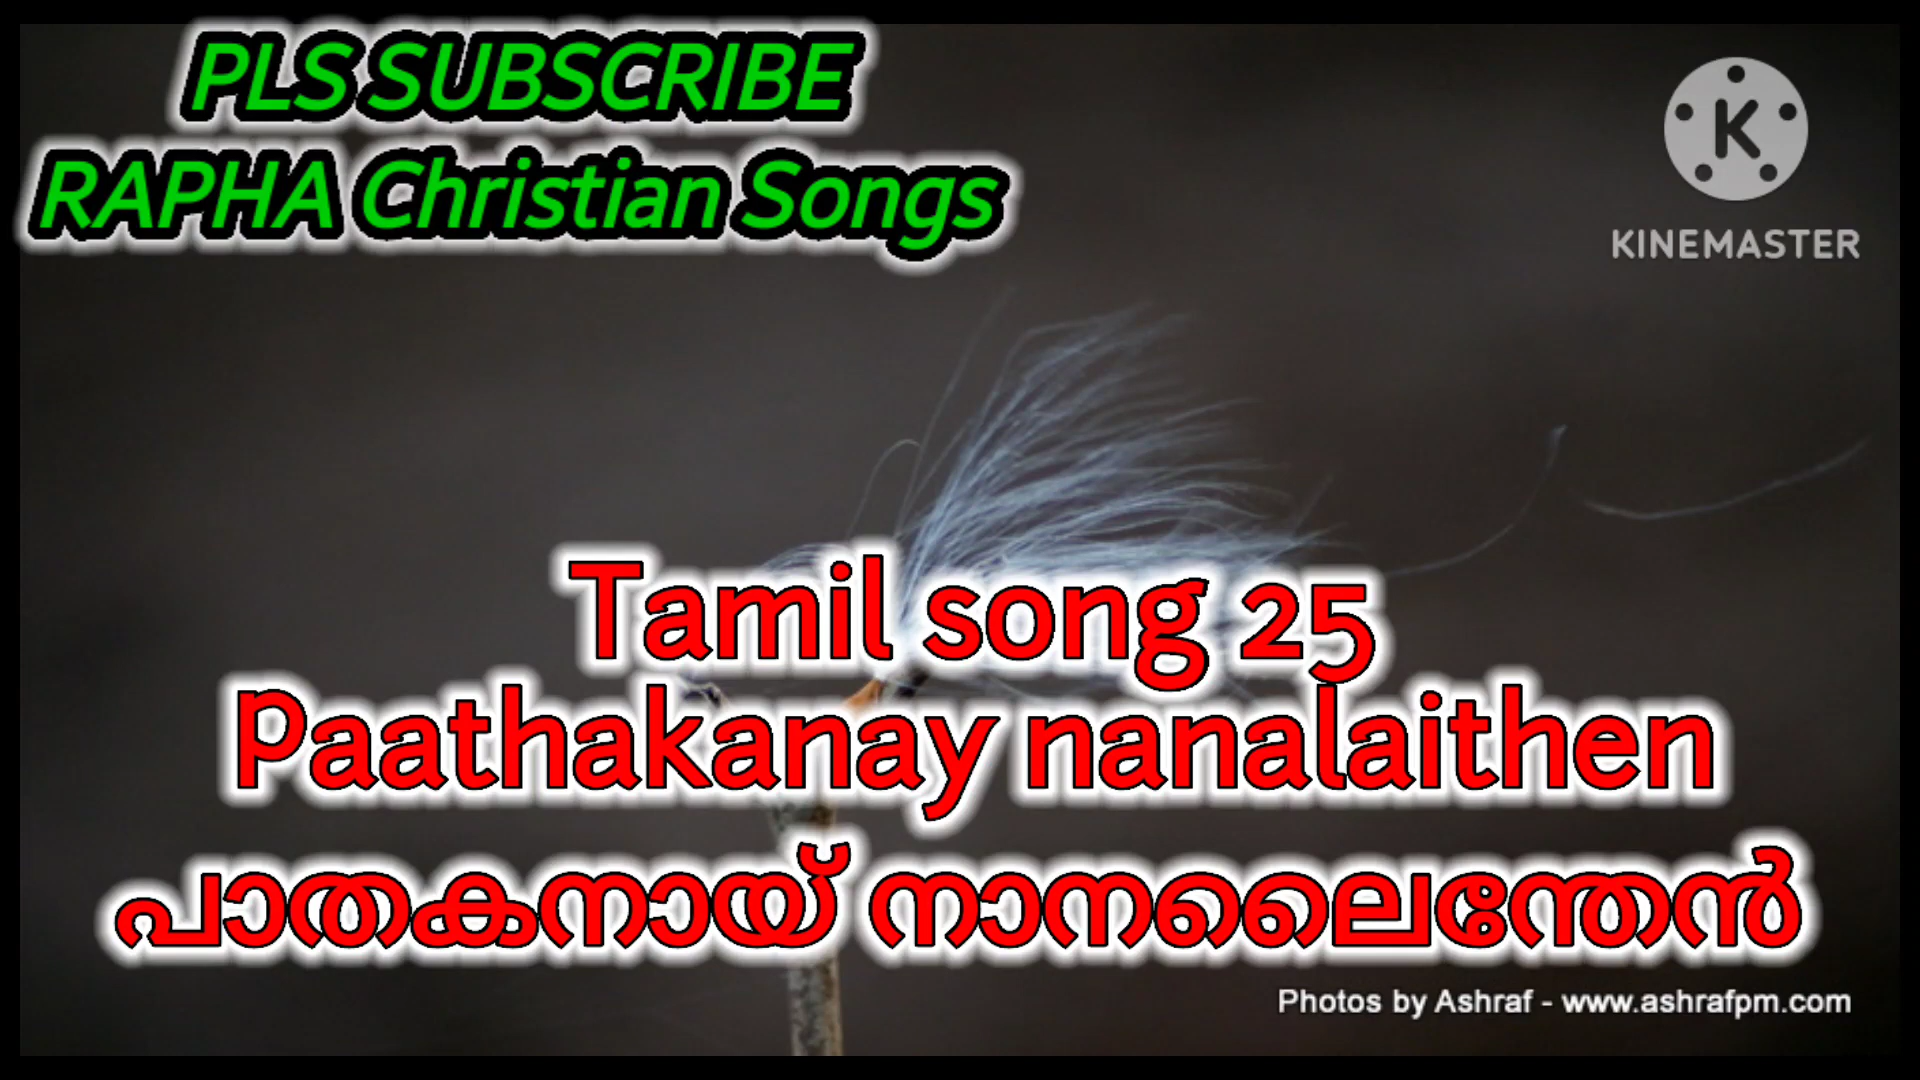 PLS SUBSCRIBE
RAPHA Christian Songs
K
KINEMASTER
Tamil song 25
Paathakanay nanalaithen
പാതകനായ് നാനലൈന്തേൻ
Photos by Ashraf - www.ashrafpm.com